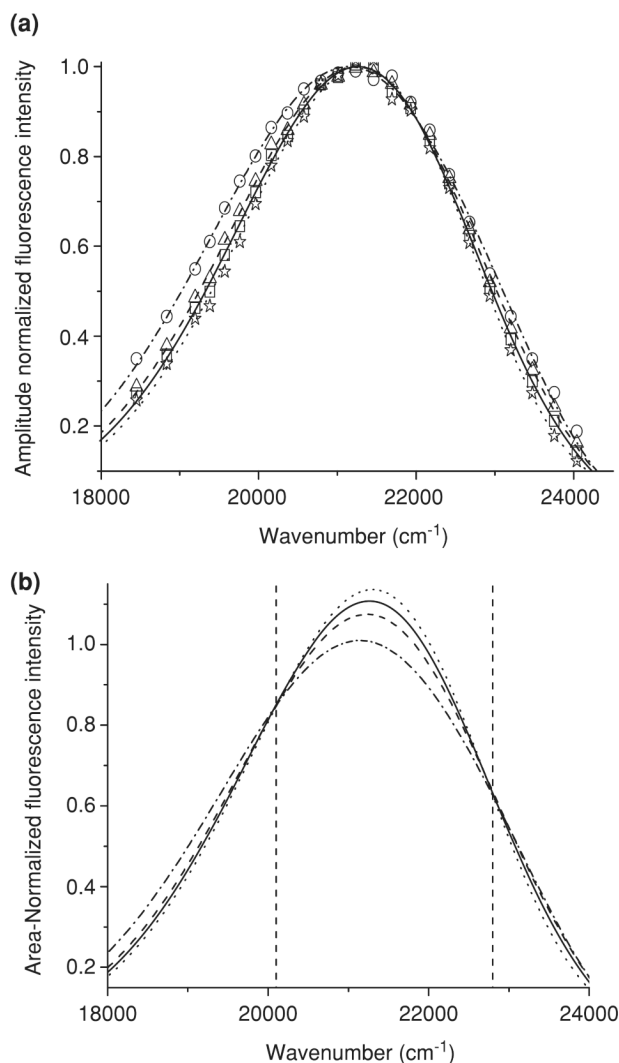 (a)
Amplitude normalized fluorescence intensity
1.0
0.8
0.6
0.4
0.2
18000 20000 22000 24000
Wavenumber (cm⁻¹)
(b)
Area-Normalized fluorescence intensity
1.0
0.8
0.6
0.4
0.2
18000 20000 22000 24000
Wavenumber (cm⁻¹)